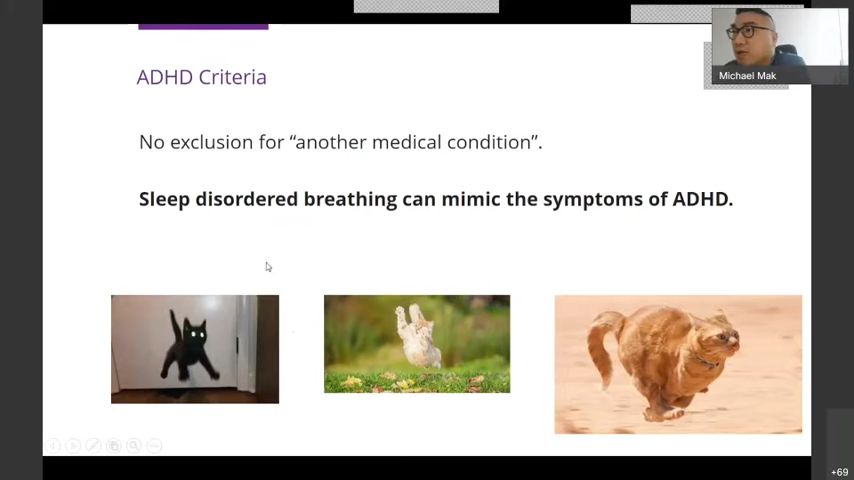 Michael Mak
ADHD Criteria
No exclusion for “another medical condition”.
Sleep disordered breathing can mimic the symptoms of ADHD.
+69